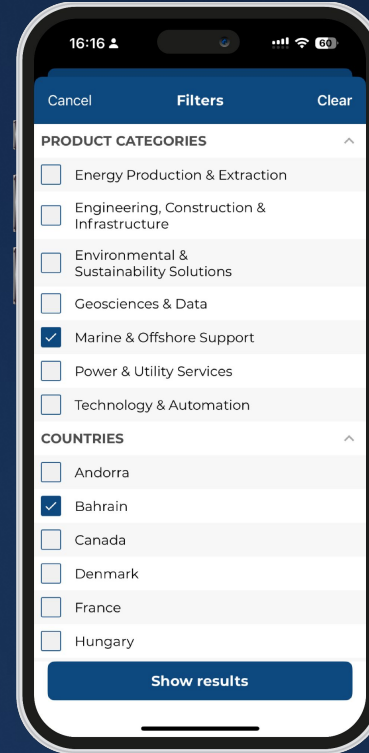 16:16
60
Cancel
Filters
Clear
PRODUCT CATEGORIES
Energy Production & Extraction
Engineering, Construction &
Infrastructure
Environmental &
Sustainability Solutions
Geosciences & Data
Marine & Offshore Support
Power & Utility Services
Technology & Automation
COUNTRIES
Andorra
Bahrain
Canada
Denmark
France
Hungary
Show results